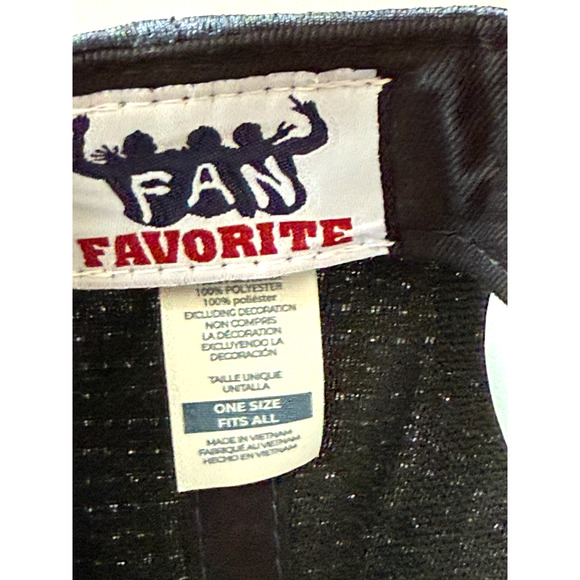 FAN
FAVORITE
100% POLYESTER
100% poliéster
EXCLUDING DECORATION
NON COMPRIS
LA DÉCORATION
EXCLUYENDO LA
DECORACIÓN
TAILLE UNIQUE
UNITALLA
ONE SIZE
FITS ALL
MADE IN VIETNAM
FABRIQUÉ AU VIETNAM
HECHO EN VIETNAM